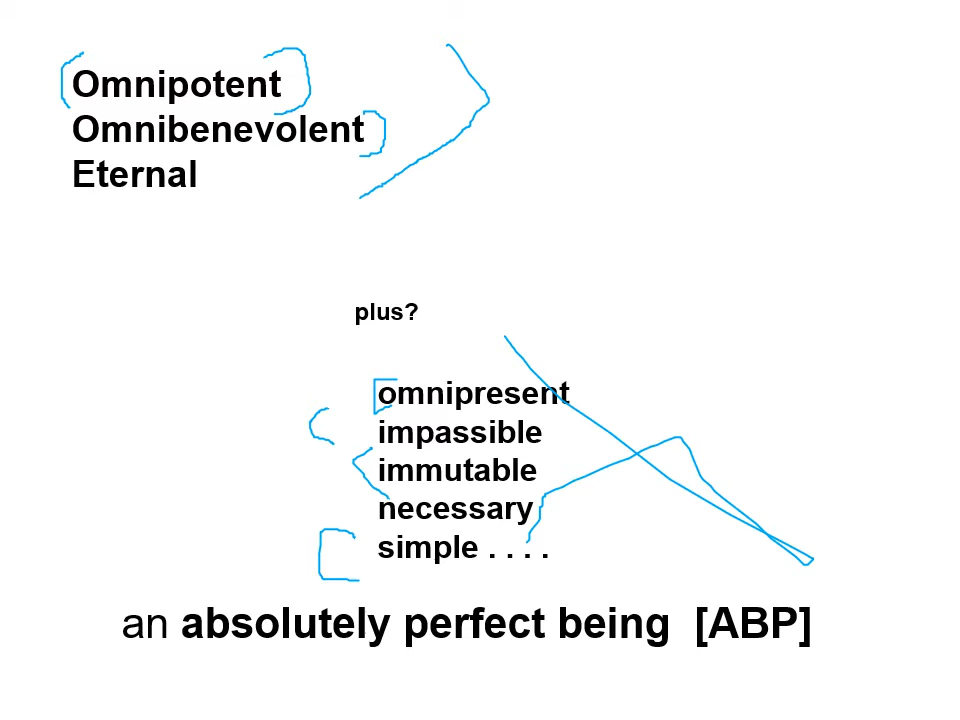 Omnipotent
Omnibenevolent
Eternal
plus?
omnipresent
impassible
immutable
necessary
simple . . . .
an absolutely perfect being [ABP]